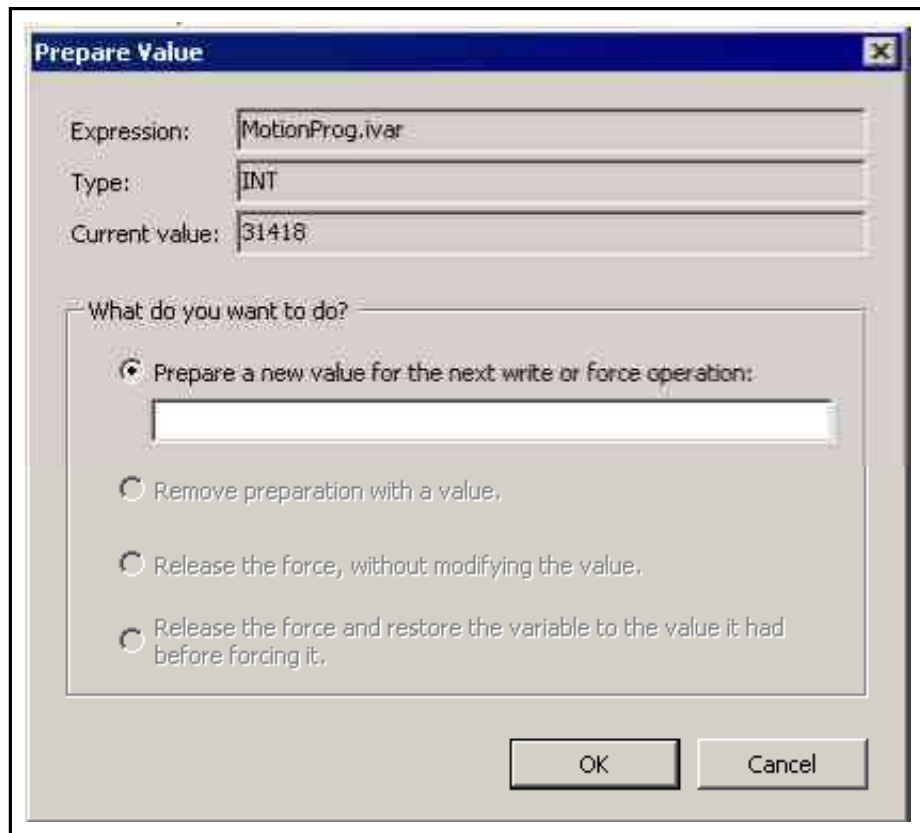 Prepare Value
Expression: MotionProg.ivar
Type: INT
Current value: 31418
What do you want to do?
Prepare a new value for the next write or force operation:
Remove preparation with a value.
Release the force, without modifying the value.
Release the force and restore the variable to the value it had
before forcing it.
OK Cancel